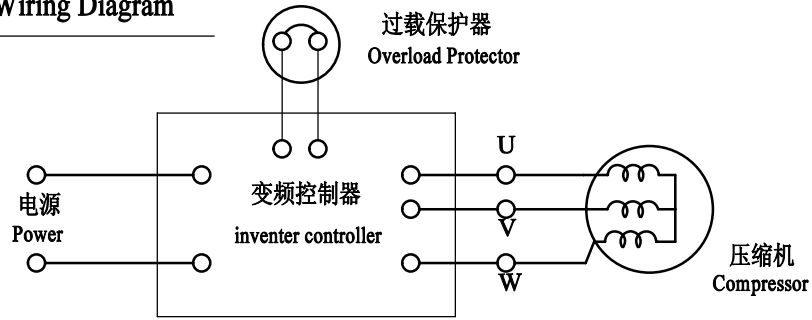 Wiring Diagram
过载保护器
Overload Protector
U
变频控制器
电源
V
Power
inventer controller
压缩机
W
Compressor